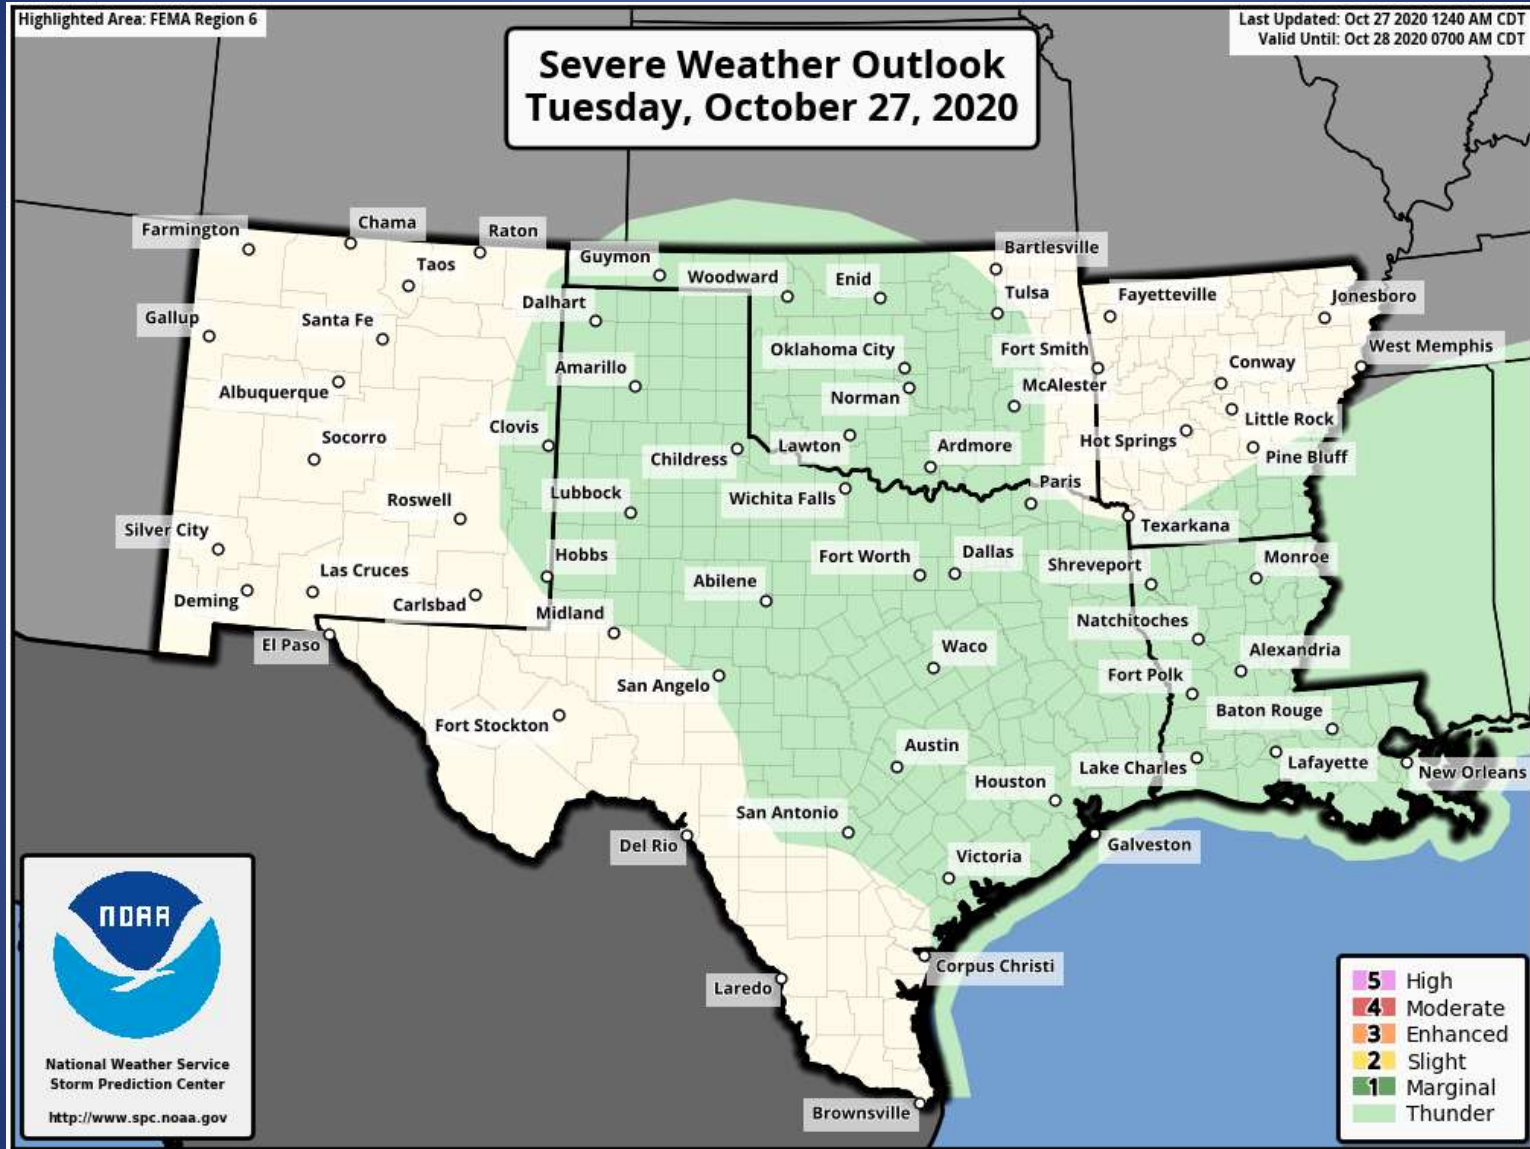 Highlighted Area: FEMA Region 6
Last Updated: Oct 27 2020 1240 AM CDT
Valid Until: Oct 28 2020 0700 AM CDT
Severe Weather Outlook
Tuesday, October 27, 2020
Farmington
Chama
Raton
Taos
Guymon
Woodward
Enid
Bartlesville
Tulsa
Fayetteville
Jonesboro
Gallup
Santa Fe
Dalhart
Oklahoma City
Fort Smith
West Memphis
Conway
Albuquerque
Amarillo
Norman
McAlester
Little Rock
Socorro
Clovis
Childress
Lawton
Ardmore
Hot Springs
Pine Bluff
Roswell
Lubbock
Wichita Falls
Paris
Texarkana
Silver City
Hobbs
Fort Worth
Dallas
Shreveport
Monroe
Las Cruces
Deming
Carlsbad
Midland
Abilene
Natchitoches
El Paso
San Angelo
Waco
Fort Polk
Alexandria
Fort Stockton
Baton Rouge
Austin
Houston
Lake Charles
Lafayette
New Orleans
San Antonio
Del Rio
Victoria
Galveston
Laredo
Corpus Christi
Brownsville
NOAA
National Weather Service
Storm Prediction Center
http://www.spc.noaa.gov
5 High
4 Moderate
3 Enhanced
2 Slight
1 Marginal
Thunder